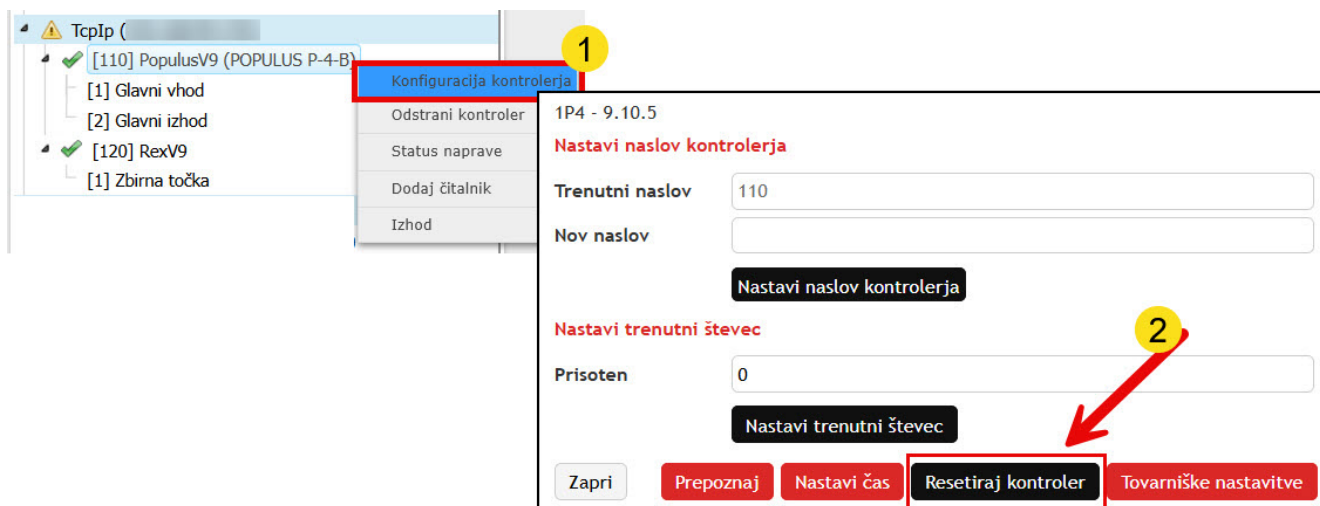 TcpIp (
[110] PopulusV9 (POPULUS P-4-B)
[1] Glavni vhod
[2] Glavni izhod
[120] RexV9
[1] Zbirna točka
1
Konfiguracija kontrolerja
Odstrani kontroler
Status naprave
Dodaj čitalnik
Izhod
1P4 - 9.10.5
Nastavi naslov kontrolerja
Trenutni naslov 110
Nov naslov
Nastavi naslov kontrolerja
Nastavi trenutni števec
2
Prisoten 0
Nastavi trenutni števec
Zapri Prepoznaj Nastavi čas Resetiraj kontroler Tovarniške nastavitve